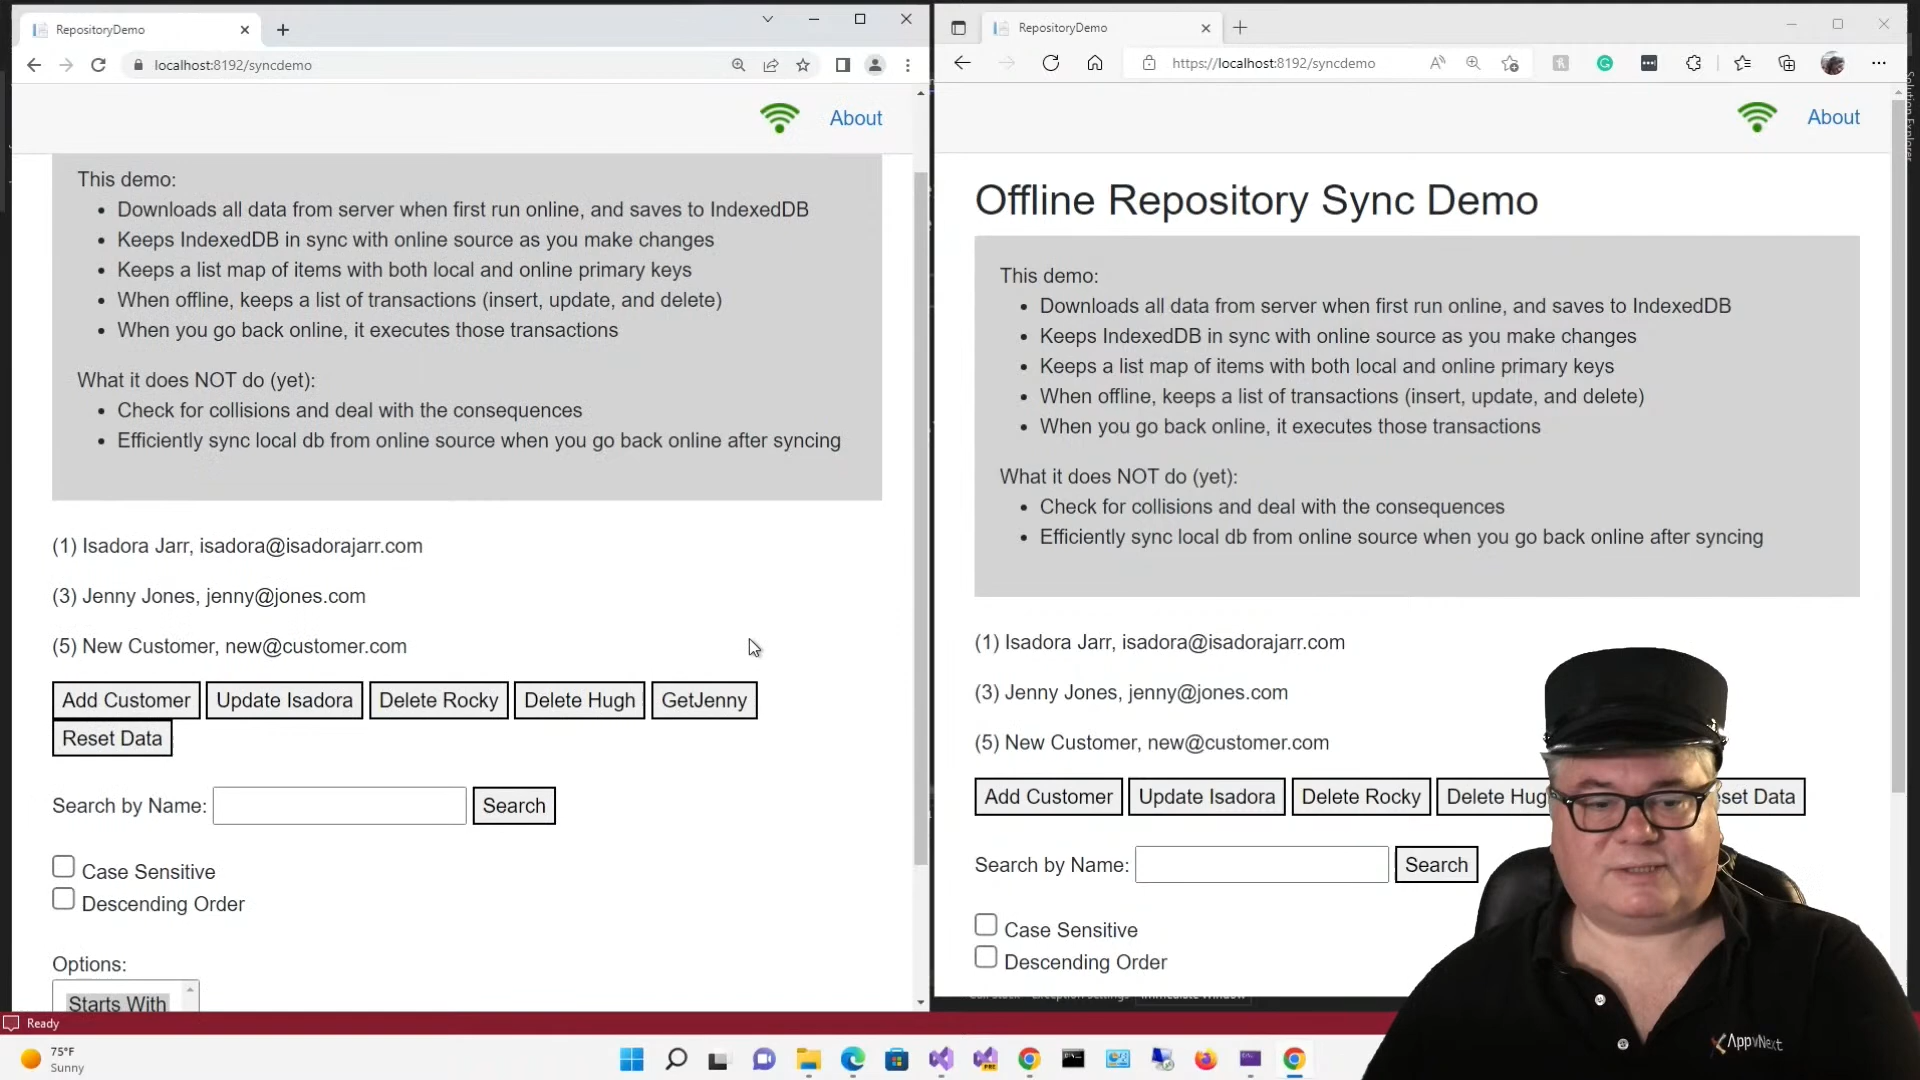 RepositoryDemo
localhost:8192/syncdemo
About
This demo:
• Downloads all data from server when first run online, and saves to IndexedDB
• Keeps IndexedDB in sync with online source as you make changes
• Keeps a list map of items with both local and online primary keys
• When offline, keeps a list of transactions (insert, update, and delete)
• When you go back online, it executes those transactions
What it does NOT do (yet):
• Check for collisions and deal with the consequences
• Efficiently sync local db from online source when you go back online after syncing
(1) Isadora Jarr, isadora@isadorajarr.com
(3) Jenny Jones, jenny@jones.com
(5) New Customer, new@customer.com
Add Customer Update Isadora Delete Rocky Delete Hugh GetJenny
Reset Data
Search by Name: Search
Case Sensitive
Descending Order
Options:
Starts With
RepositoryDemo
https://localhost:8192/syncdemo
About
Offline Repository Sync Demo
This demo:
• Downloads all data from server when first run online, and saves to IndexedDB
• Keeps IndexedDB in sync with online source as you make changes
• Keeps a list map of items with both local and online primary keys
• When offline, keeps a list of transactions (insert, update, and delete)
• When you go back online, it executes those transactions
What it does NOT do (yet):
• Check for collisions and deal with the consequences
• Efficiently sync local db from online source when you go back online after syncing
(1) Isadora Jarr, isadora@isadorajarr.com
(3) Jenny Jones, jenny@jones.com
(5) New Customer, new@customer.com
Add Customer Update Isadora Delete Rocky Delete Hug set Data
Search by Name: Search
Case Sensitive
Descending Order
Solution Explorer
Ready
75°F
Sunny
AppvNext